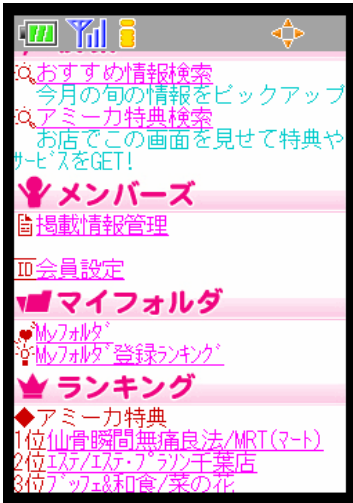 おすすめ情報検索
今月の旬の情報をピックアップ
アミーカ特典検索
お店でこの画面を見せて特典や
ｻｰﾋﾞｽをGET!
メンバーズ
掲載情報管理
ID会員設定
マイフォルダ
Myﾌｫﾙﾀﾞ
Myﾌｫﾙﾀﾞ登録ﾗﾝｷﾝｸﾞ
ランキング
◆アミーカ特典
1位仙骨瞬間無痛良法/MRT(ﾏｰﾄ)
2位ｴｽﾃ/ｴｽﾃ･ﾌﾟﾗｿﾝ千葉店
3位ﾌﾞｯﾌｪ&和食/菜の花